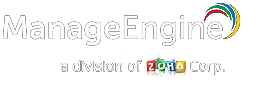 ManageEngine
a division of ZOHO Corp.